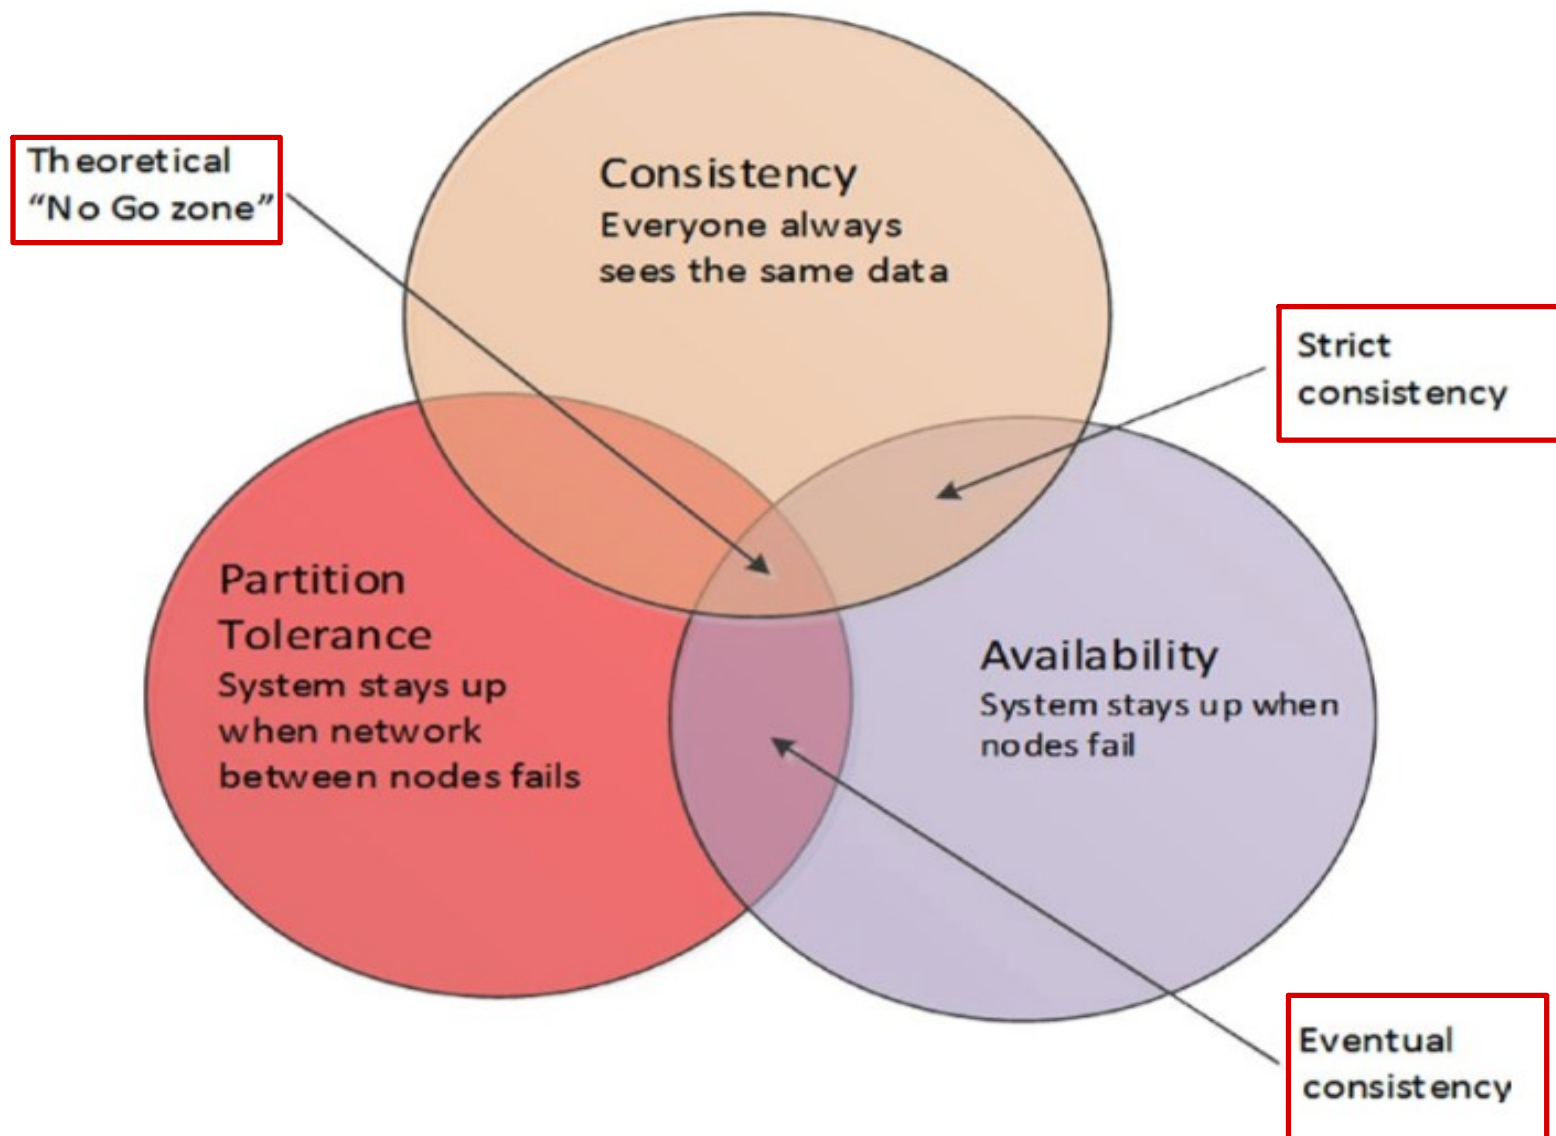 Theoretical
“No Go zone”
Consistency
Everyone always
sees the same data
Strict
consistency
Partition
Tolerance
System stays up
when network
between nodes fails
Availability
System stays up when
nodes fail
Eventual
consistency